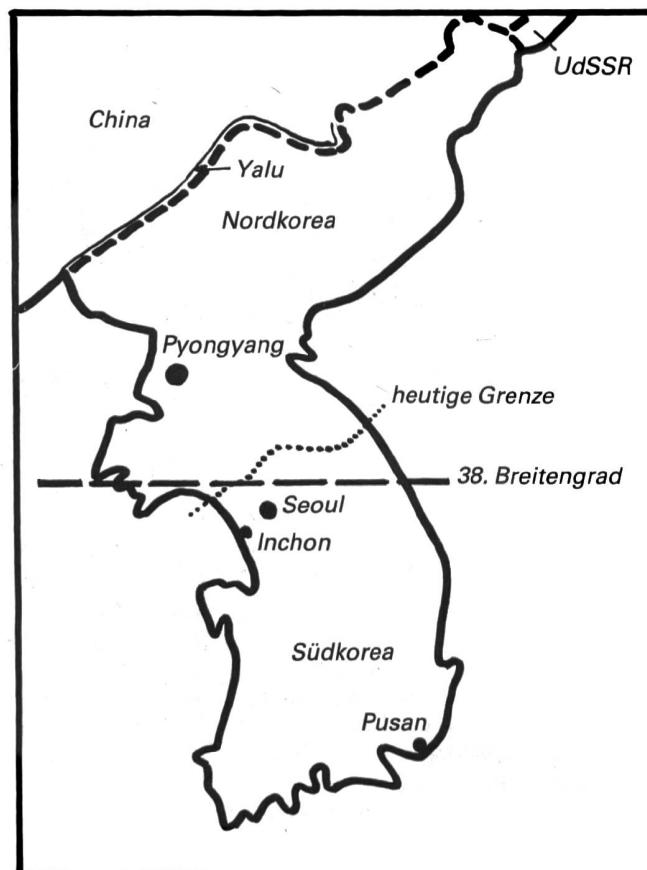 UdSSR
China
Yalu
Nordkorea
Pyongyang
heutige Grenze
38. Breitengrad
Seoul
Inchon
Südkorea
Pusan